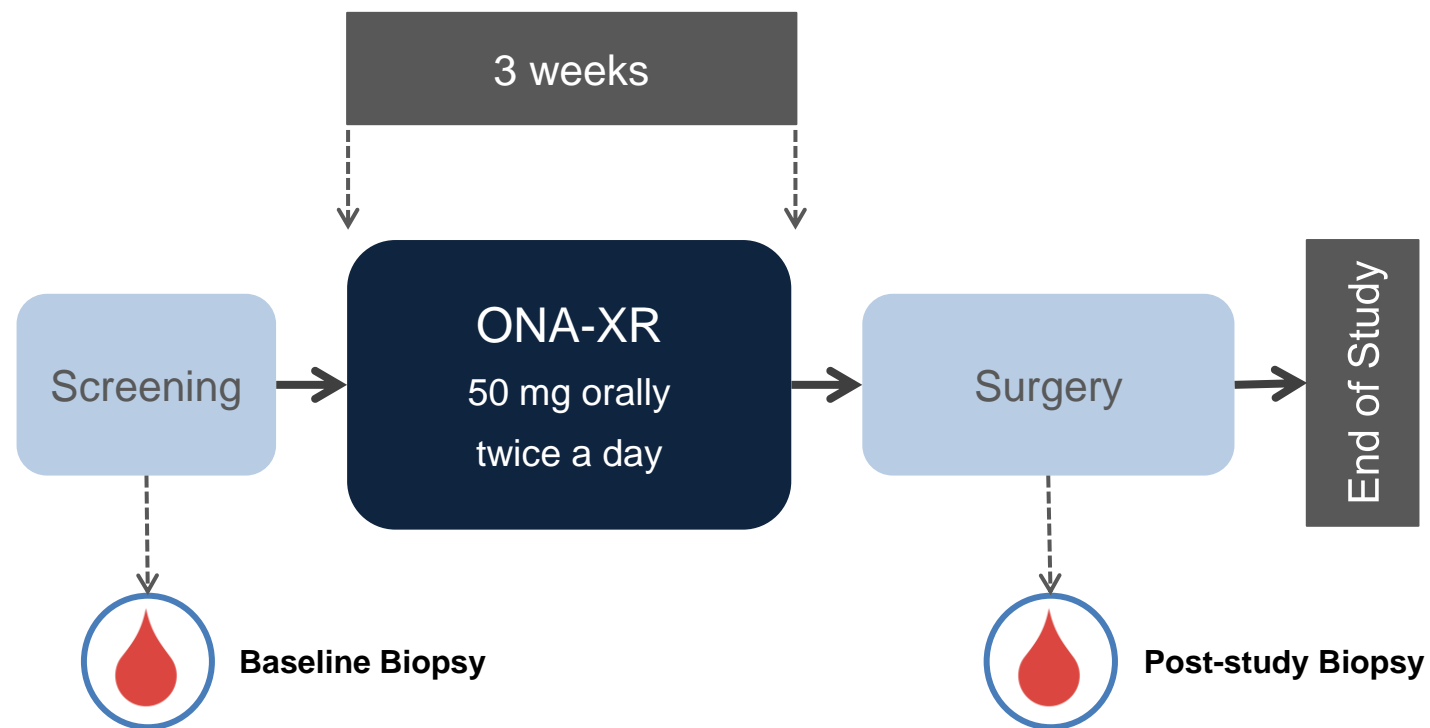 3 weeks
Screening
ONA-XR
50 mg orally
twice a day
Surgery
End of Study
Baseline Biopsy
Post-study Biopsy